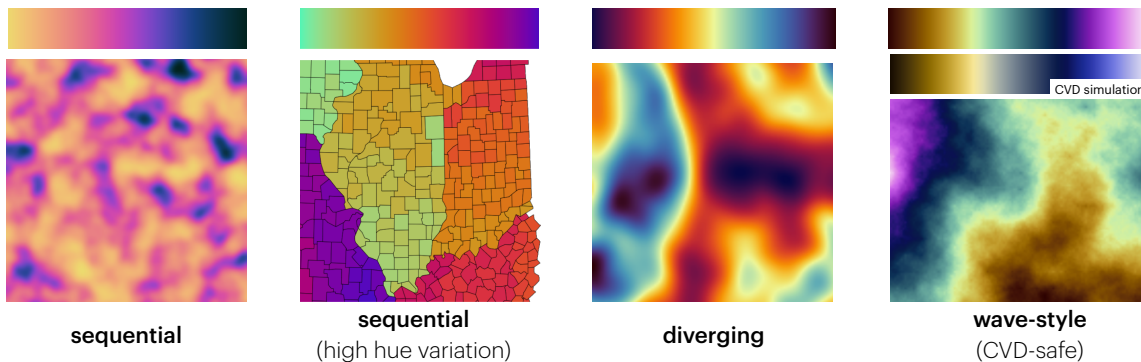 CVD simulation
sequential
sequential
(high hue variation)
diverging
wave-style
(CVD-safe)